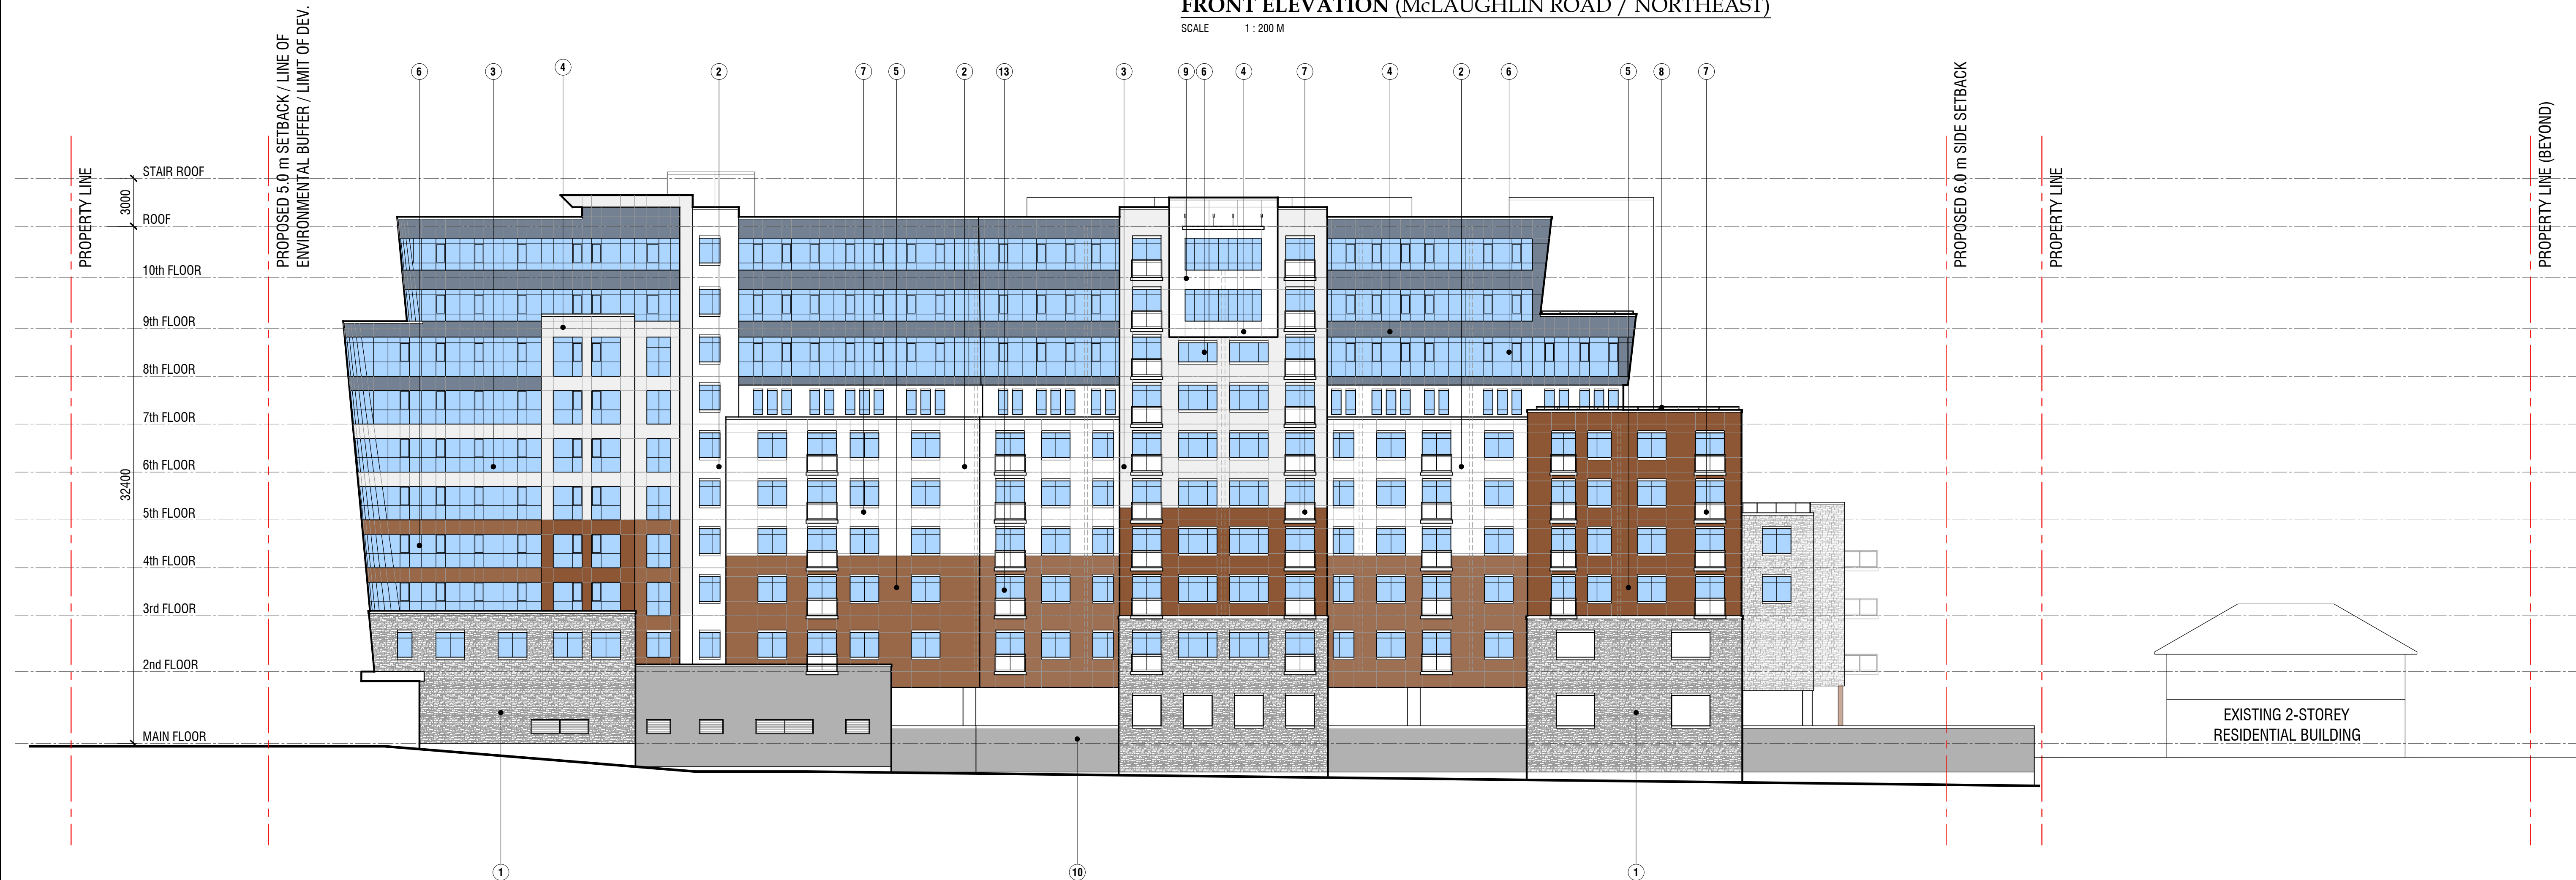 FRONT ELEVATION (McLAUGHLIN ROAD / NORTHEAST)
SCALE 1 : 200 M
6 3 4 2 7 5 2 13 3 9 6 4 7 4 2 6 5 8 7
PROPERTY LINE
PROPOSED 5.0 m SETBACK / LINE OF
ENVIRONMENTAL BUFFER / LIMIT OF DEV.
PROPOSED 6.0 m SIDE SETBACK
PROPERTY LINE
PROPERTY LINE (BEYOND)
STAIR ROOF
3000
ROOF
10th FLOOR
9th FLOOR
8th FLOOR
7th FLOOR
6th FLOOR
32400
5th FLOOR
4th FLOOR
3rd FLOOR
2nd FLOOR
MAIN FLOOR
EXISTING 2-STOREY
RESIDENTIAL BUILDING
1 10 1